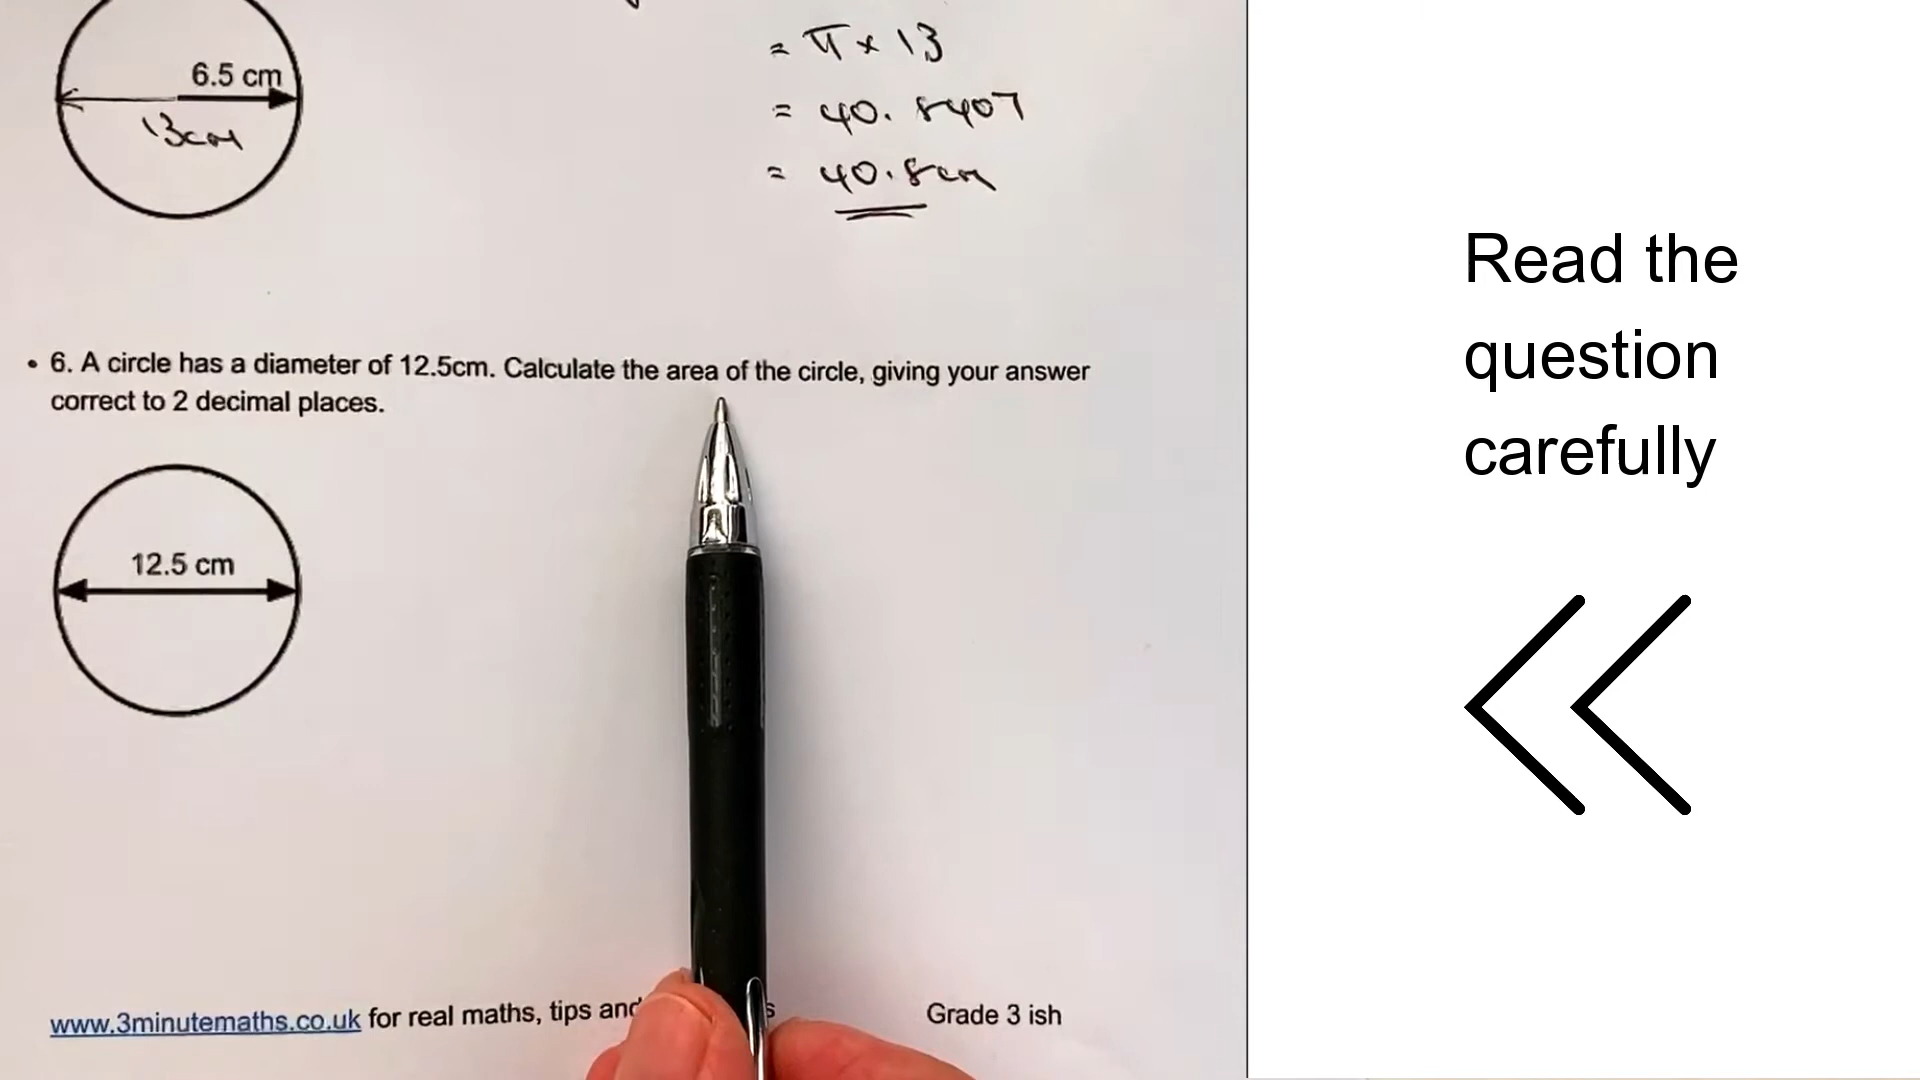 6.5 cm
13cm
= π × 13
= 40.8407
= 40.8cm
• 6. A circle has a diameter of 12.5cm. Calculate the area of the circle, giving your answer
correct to 2 decimal places.
12.5 cm
www.3minutemaths.co.uk for real maths, tips and
Grade 3 ish
Read the
question
carefully